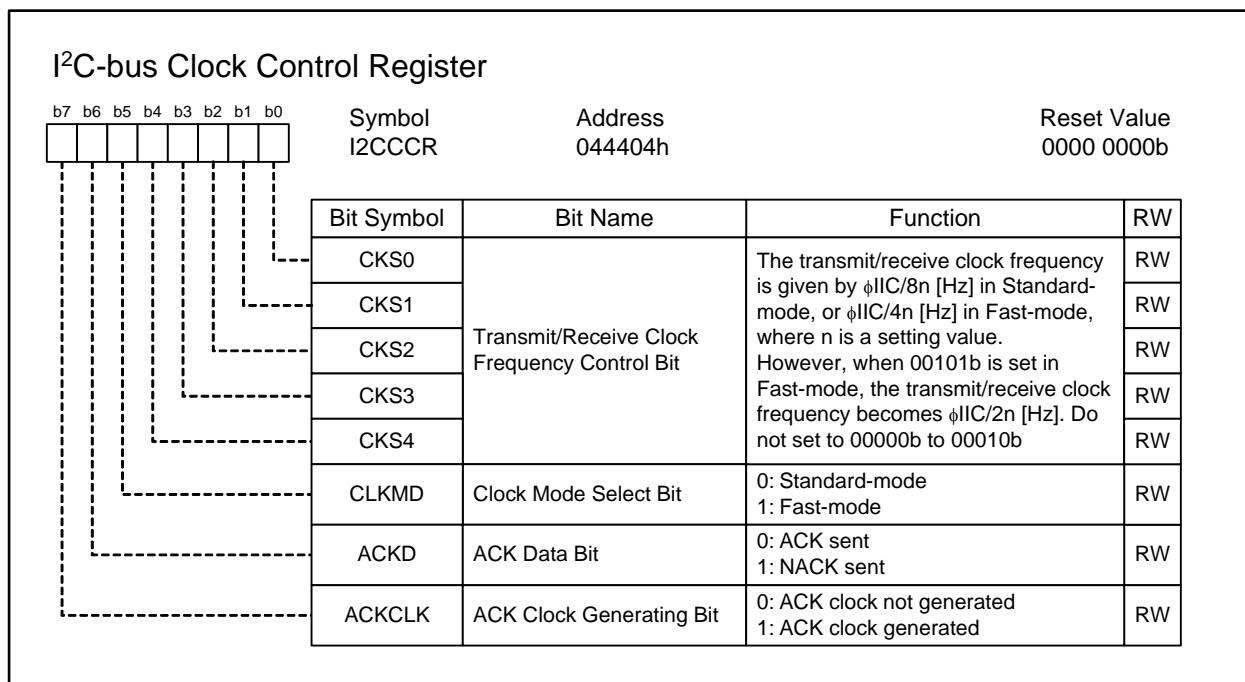 I²C-bus Clock Control Register
b7 b6 b5 b4 b3 b2 b1 b0
Symbol Address Reset Value
I2CCCR 044404h 0000 0000b
Bit Symbol Bit Name Function RW
CKS0 RW
CKS1 RW
CKS2 RW
CKS3 RW
CKS4 RW
Transmit/Receive Clock
Frequency Control Bit
The transmit/receive clock frequency
is given by ϕIIC/8n [Hz] in Standard-
mode, or ϕIIC/4n [Hz] in Fast-mode,
where n is a setting value.
However, when 00101b is set in
Fast-mode, the transmit/receive clock
frequency becomes ϕIIC/2n [Hz]. Do
not set to 00000b to 00010b
CLKMD Clock Mode Select Bit 0: Standard-mode RW
1: Fast-mode
ACKD ACK Data Bit 0: ACK sent RW
1: NACK sent
ACKCLK ACK Clock Generating Bit 0: ACK clock not generated RW
1: ACK clock generated